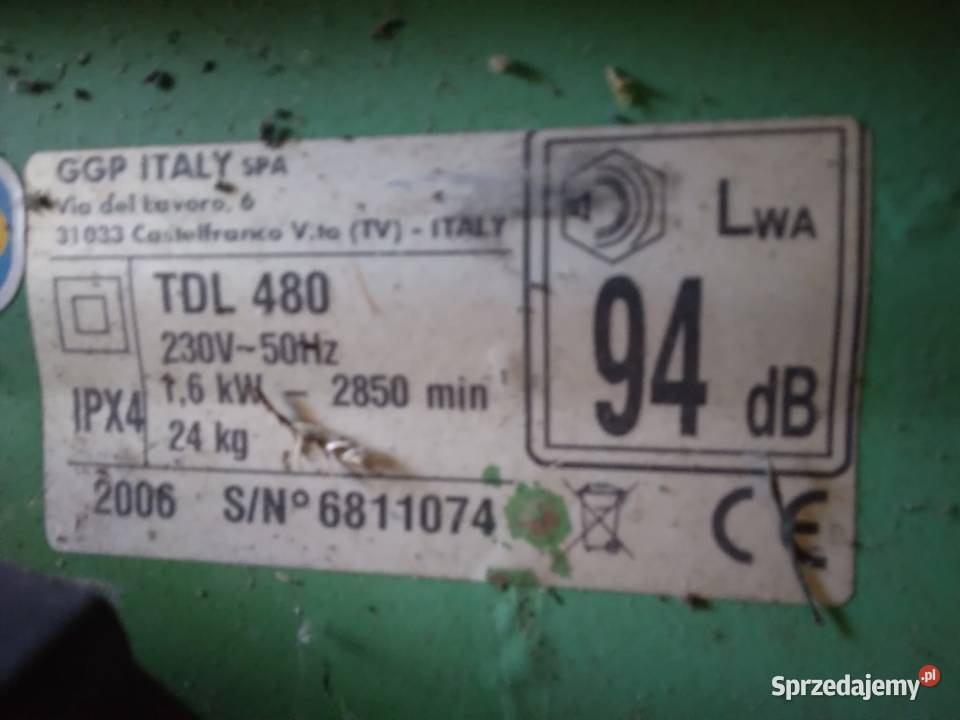 GGP ITALY SPA
Via del Lavoro, 6
31033 Castelfranco V.to (TV) - ITALY
LWA
94 dB
TDL 480
230V~50Hz
1,6 kW - 2850 min⁻¹
IPX4
24 kg
2006 S/N° 6811074
CE
Sprzedajemy.pl